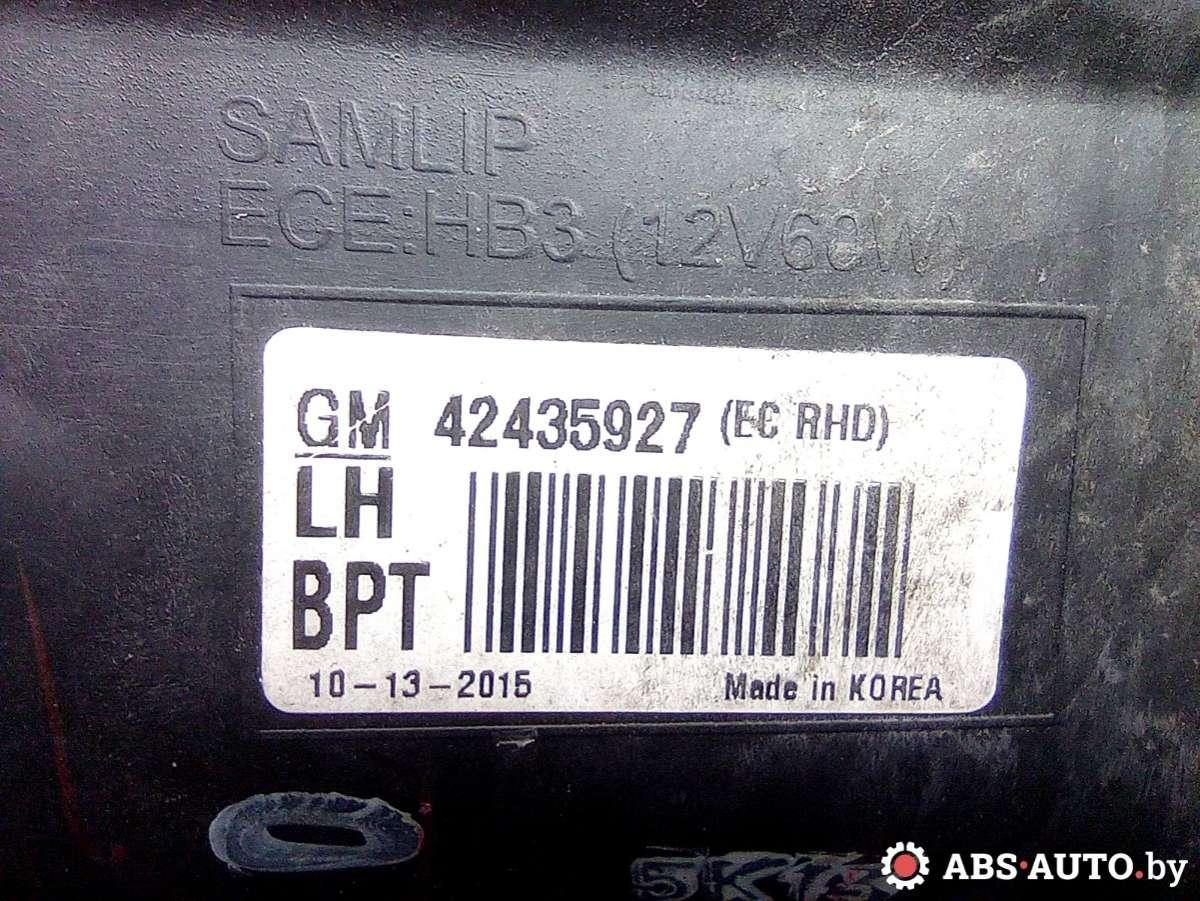 SAMLIP
ECE:HB3 (12V60W)
GM 42435927 (EC RHD)
LH
BPT
10-13-2015 Made in KOREA
ABS·AUTO.by